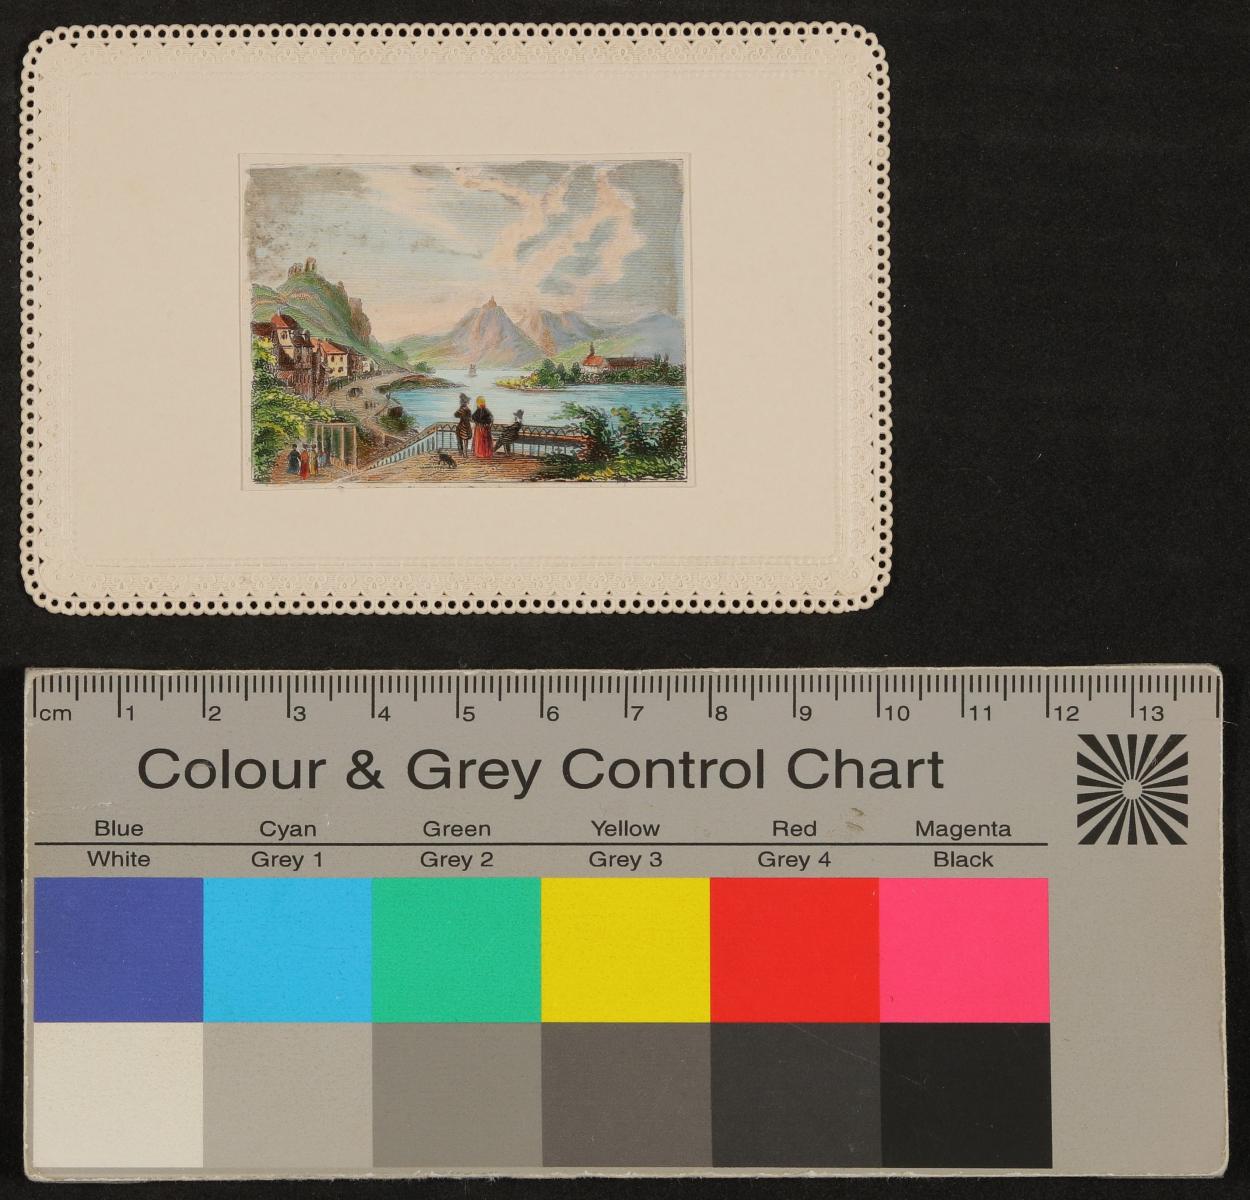 cm 1 2 3 4 5 6 7 8 9 10 11 12 13
Colour & Grey Control Chart
Blue Cyan Green Yellow Red Magenta
White Grey 1 Grey 2 Grey 3 Grey 4 Black